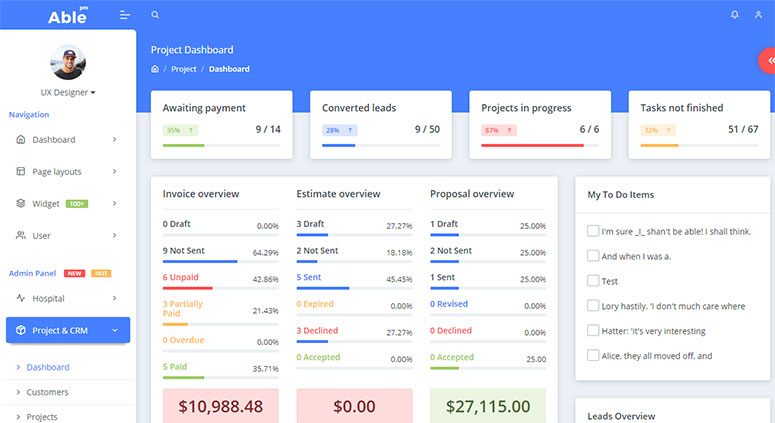 Able pro
Project Dashboard
Project / Dashboard
UX Designer
Navigation
Dashboard
Page layouts
Widget 100+
User
Admin Panel NEW HOT
Hospital
Project & CRM
Dashboard
Customers
Projects
Awaiting payment
35% ↑ 9 / 14
Converted leads
28% ↑ 9 / 50
Projects in progress
87% ↑ 6 / 6
Tasks not finished
32% ↑ 51 / 67
Invoice overview
0 Draft 0.00%
9 Not Sent 64.29%
6 Unpaid 42.86%
3 Partially
Paid 21.43%
0 Overdue 0.00%
5 Paid 35.71%
$10,988.48
Estimate overview
3 Draft 27.27%
2 Not Sent 18.18%
5 Sent 45.45%
0 Expired 0.00%
3 Declined 27.27%
0 Accepted 0.00%
$0.00
Proposal overview
1 Draft 25.00%
2 Not Sent 25.00%
1 Sent 25.00%
0 Revised 0.00%
0 Declined 0.00%
0 Accepted 25.00
$27,115.00
My To Do Items
I'm sure _I_ shan't be able! I shall think.
And when I was a.
Test
Lory hastily. 'I don't much care where
Hatter: 'it's very interesting
Alice, they all moved off, and
Leads Overview